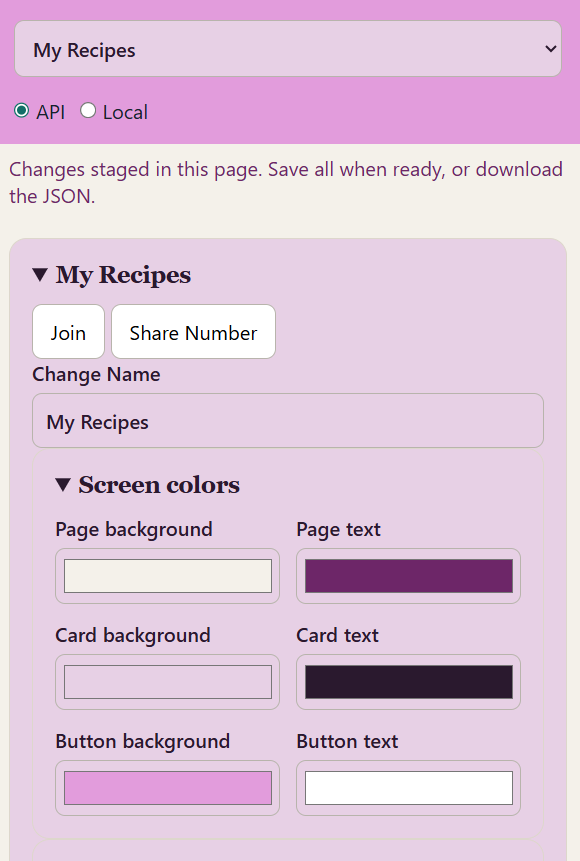 My Recipes
API Local
Changes staged in this page. Save all when ready, or download
the JSON.
My Recipes
Join Share Number
Change Name
My Recipes
Screen colors
Page background Page text
Card background Card text
Button background Button text